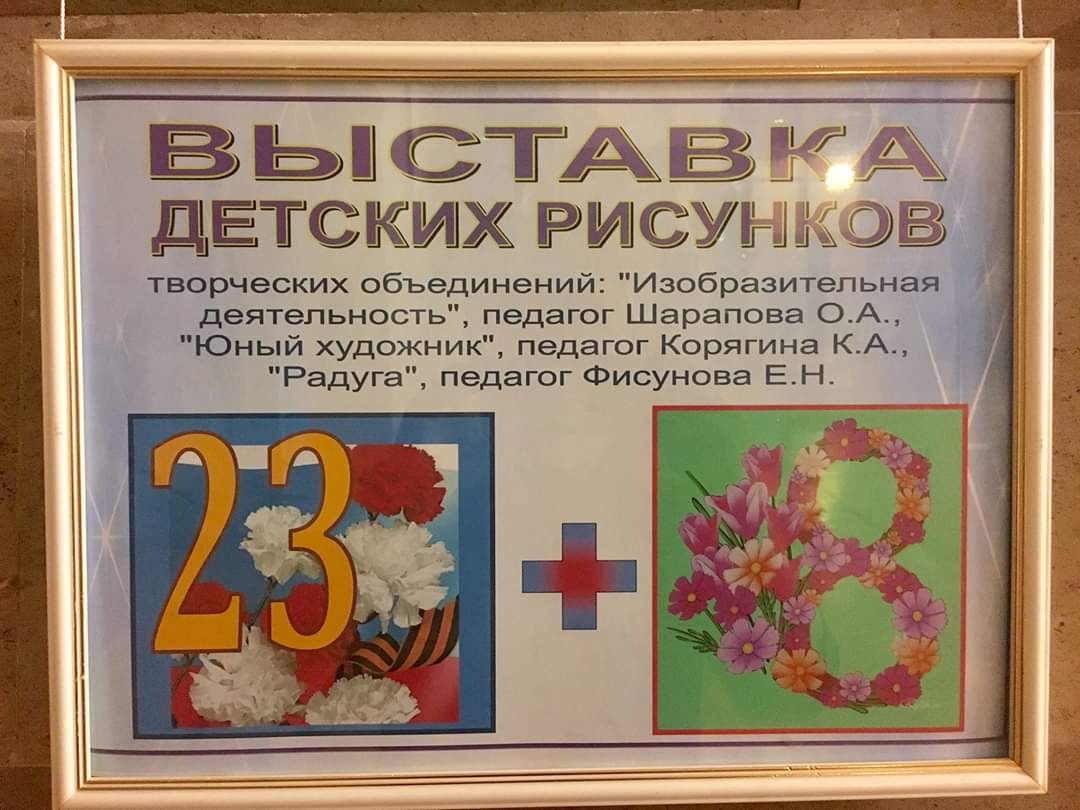 ВЫСТАВКА
ДЕТСКИХ РИСУНКОВ
творческих объединений: "Изобразительная
деятельность", педагог Шарапова О.А.,
"Юный художник", педагог Корягина К.А.,
"Радуга", педагог Фисунова Е.Н.
23 + 8